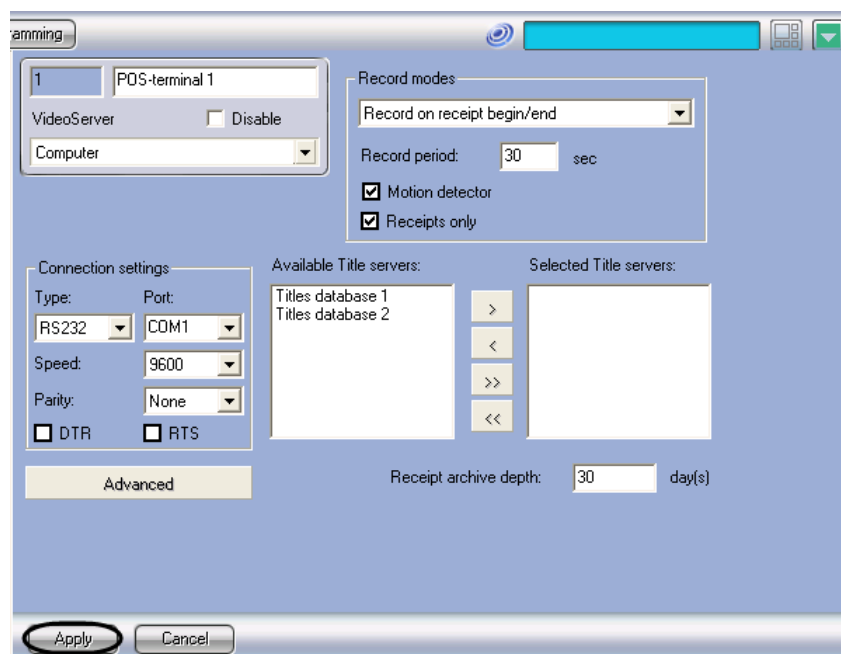 amming
1
POS-terminal 1
VideoServer
Disable
Computer
Record modes
Record on receipt begin/end
Record period:
30
sec
Motion detector
Receipts only
Connection settings
Type:
Port:
RS232
COM1
Speed:
9600
Parity:
None
DTR
RTS
Advanced
Available Title servers:
Titles database 1
Titles database 2
>
<
>>
<<
Selected Title servers:
Receipt archive depth:
30
day(s)
Apply
Cancel